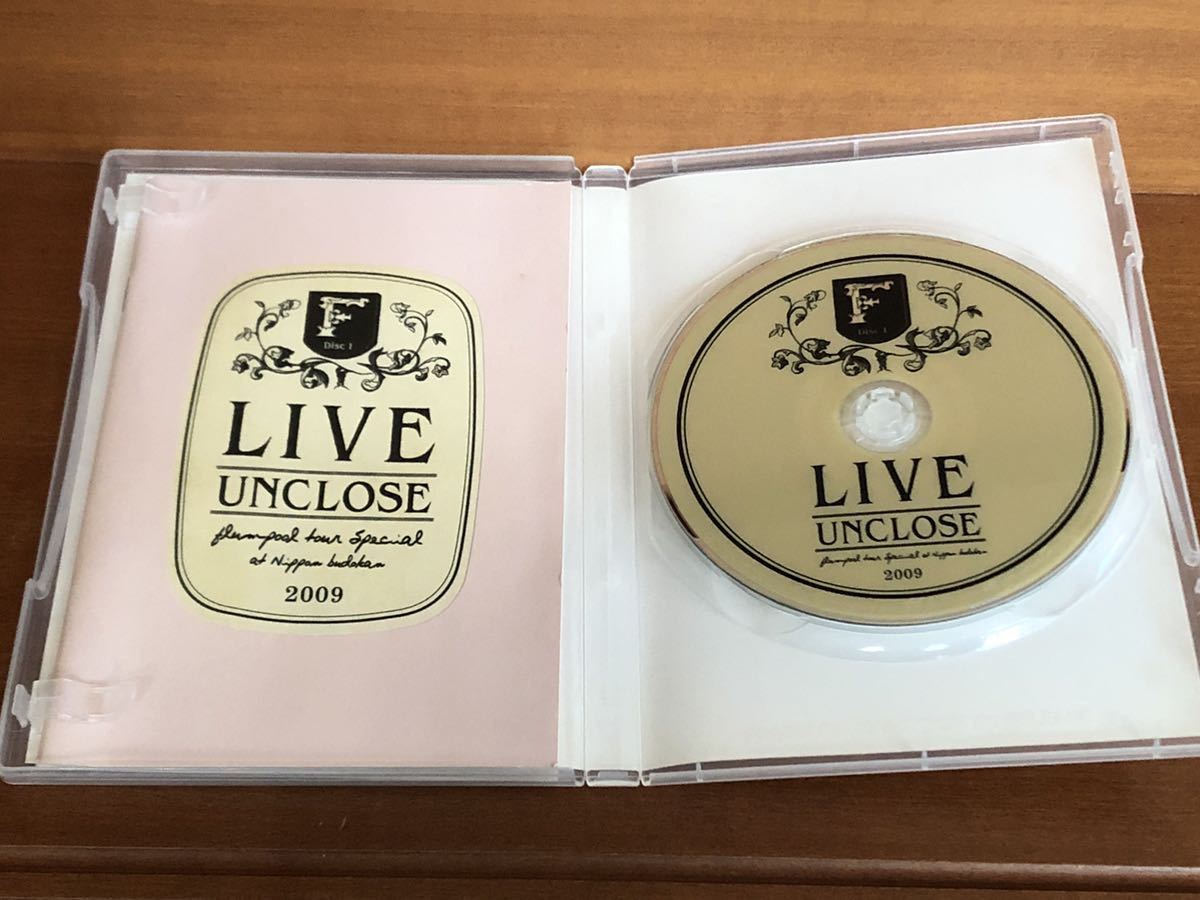 F
Disc 1
LIVE
UNCLOSE
flumpool tour Special
at Nippon budokan
2009
F
Disc 1
LIVE
UNCLOSE
flumpool tour Special at Nippon budokan
2009